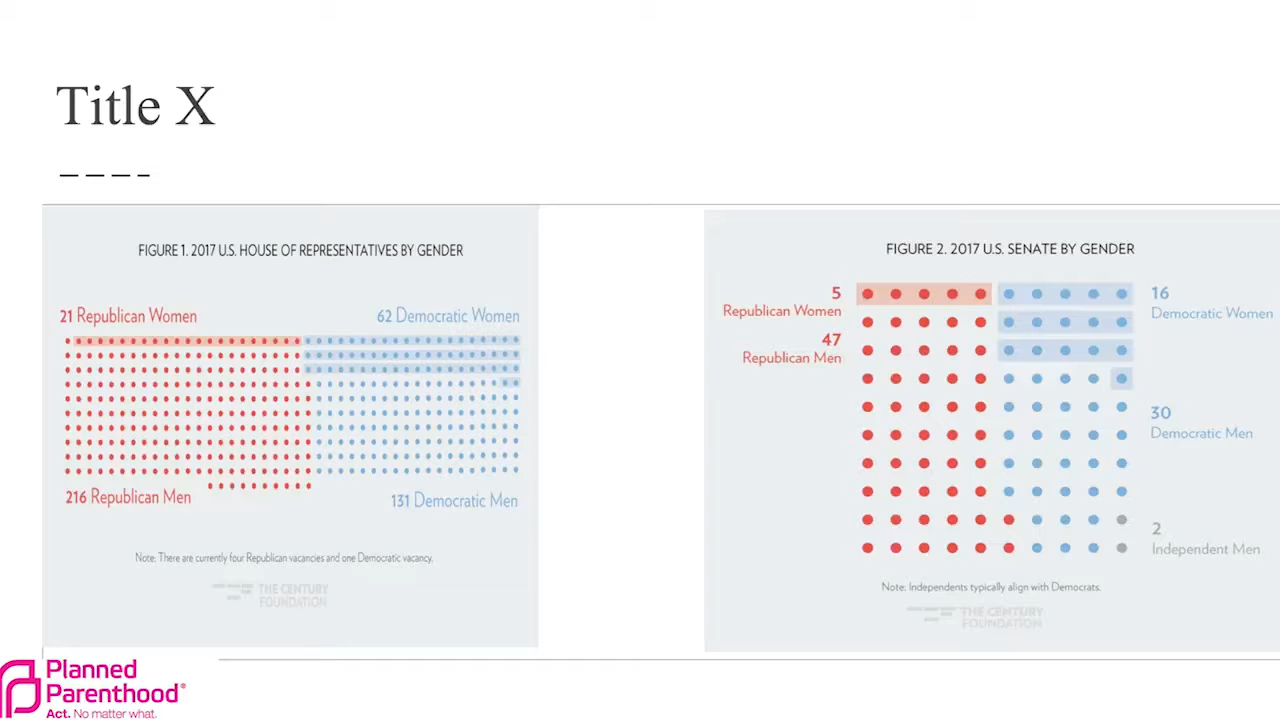 Title X
FIGURE 1. 2017 U.S. HOUSE OF REPRESENTATIVES BY GENDER
21 Republican Women
62 Democratic Women
216 Republican Men
131 Democratic Men
Note: There are currently four Republican vacancies and one Democratic vacancy.
THE CENTURY
FOUNDATION
FIGURE 2. 2017 U.S. SENATE BY GENDER
5
Republican Women
47
Republican Men
16
Democratic Women
30
Democratic Men
2
Independent Men
Note: Independents typically align with Democrats.
THE CENTURY
FOUNDATION
Planned
Parenthood®
Act. No matter what.